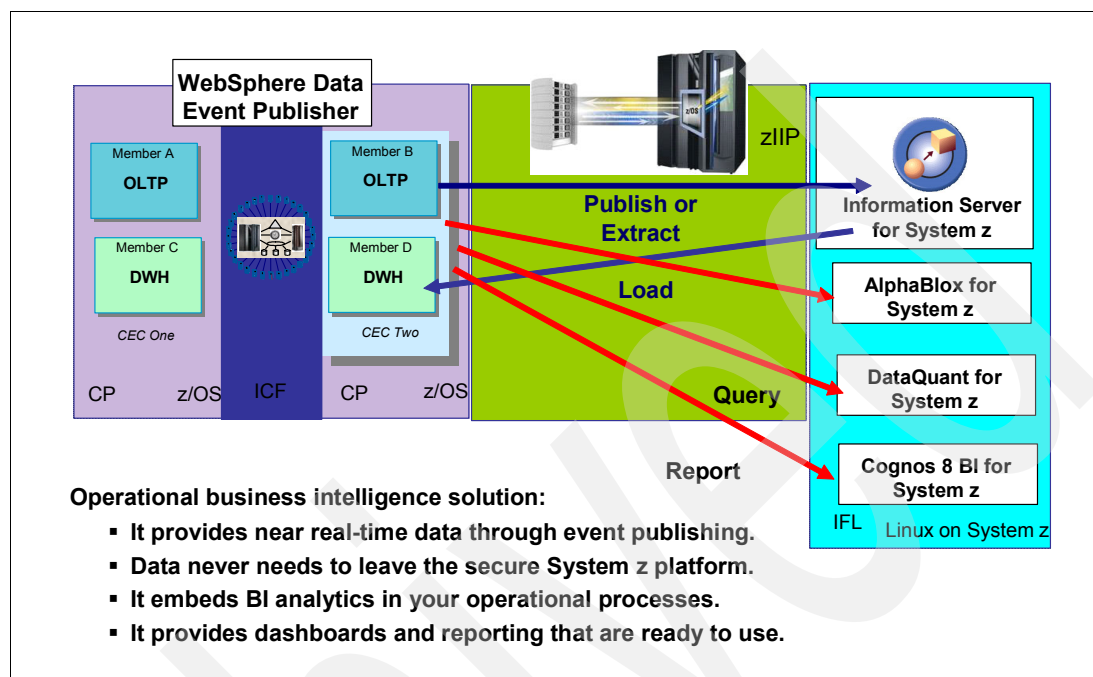 WebSphere Data
Event Publisher
Member A
OLTP
Member C
DWH
CEC One
CP
z/OS
ICF
Member B
OLTP
Member D
DWH
CEC Two
CP
z/OS
z/OS
zIIP
Publish or
Extract
Load
Query
Report
Information Server
for System z
AlphaBlox for
System z
DataQuant for
System z
Cognos 8 BI for
System z
IFL
Linux on System z
Operational business intelligence solution:
▪ It provides near real-time data through event publishing.
▪ Data never needs to leave the secure System z platform.
▪ It embeds BI analytics in your operational processes.
▪ It provides dashboards and reporting that are ready to use.